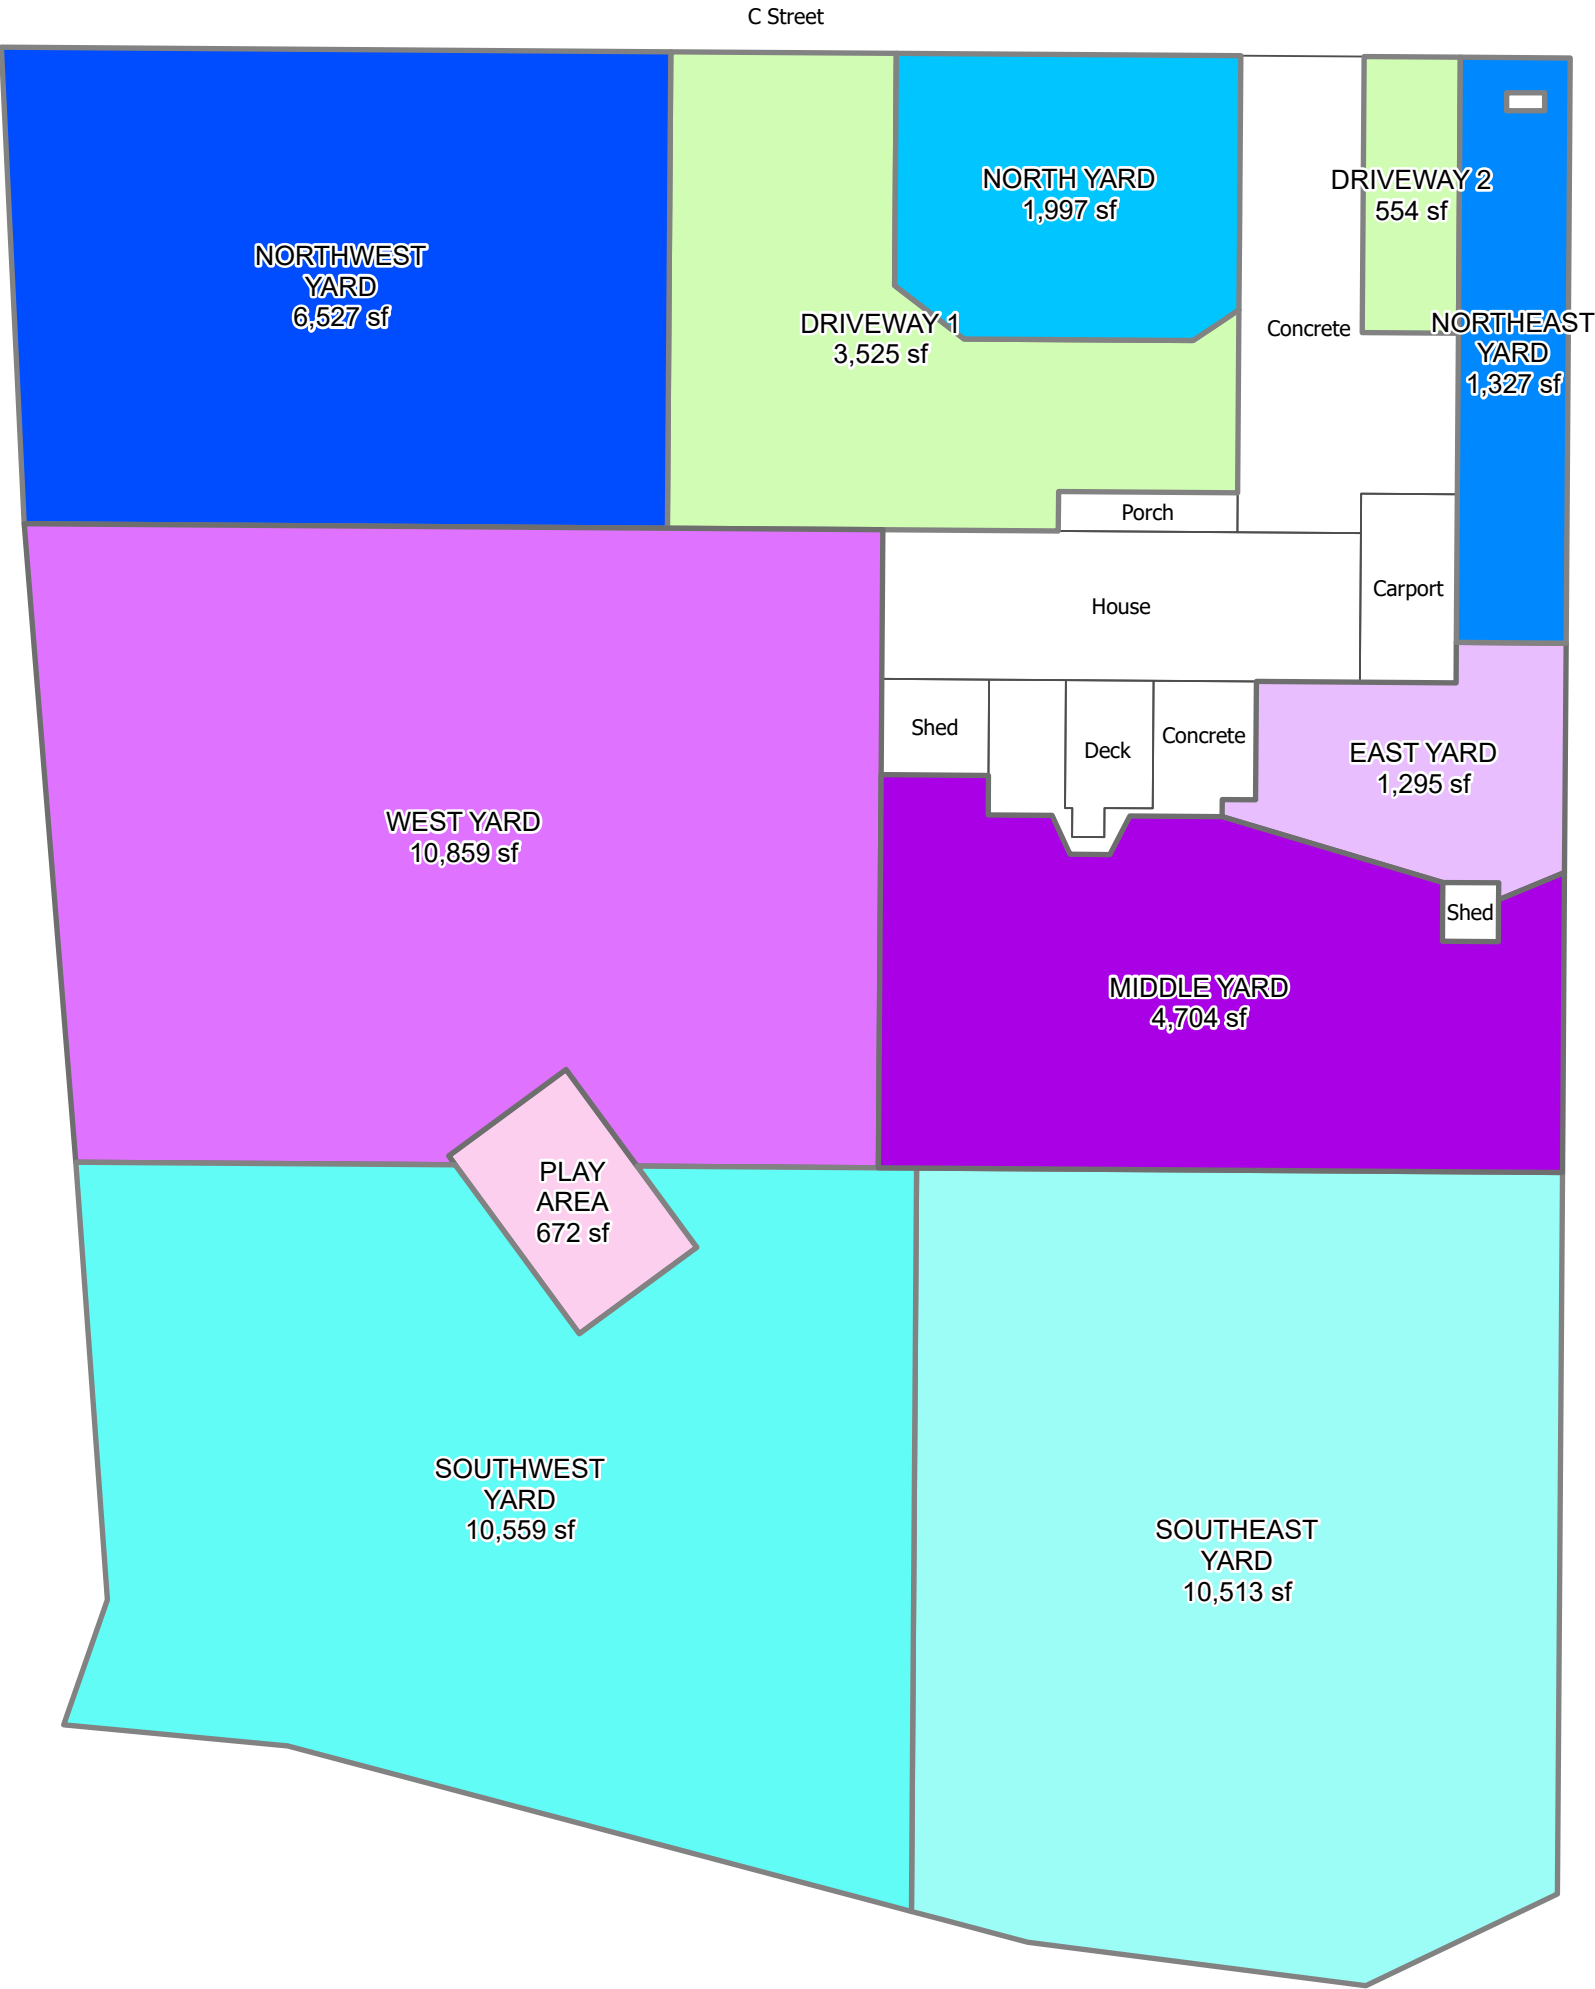 C Street
NORTHWEST
YARD
6,527 sf
NORTH YARD
1,997 sf
DRIVEWAY 2
554 sf
DRIVEWAY 1
3,525 sf
Concrete
NORTHEAST
YARD
1,327 sf
Porch
House
Carport
Shed
Deck
Concrete
EAST YARD
1,295 sf
WEST YARD
10,859 sf
Shed
MIDDLE YARD
4,704 sf
PLAY
AREA
672 sf
SOUTHWEST
YARD
10,559 sf
SOUTHEAST
YARD
10,513 sf